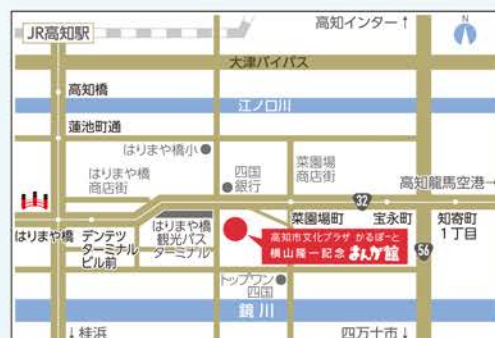 JR高知駅
高知インター↑
N
大津バイパス
高知橋
江ノ口川
蓮池町通
はりまや橋小
はりまや橋
商店街
四国
銀行
菜園場
商店街
32
高知龍馬空港→
はりまや橋
デンテツ
ターミナル
ビル前
はりまや橋
観光バス
ターミナル
菜園場町
宝永町
知寄町
1丁目
高知市文化プラザ かるぽーと
横山隆一記念 まんが館
56
トップワン
四国
鏡川
↓桂浜
四万十市↓